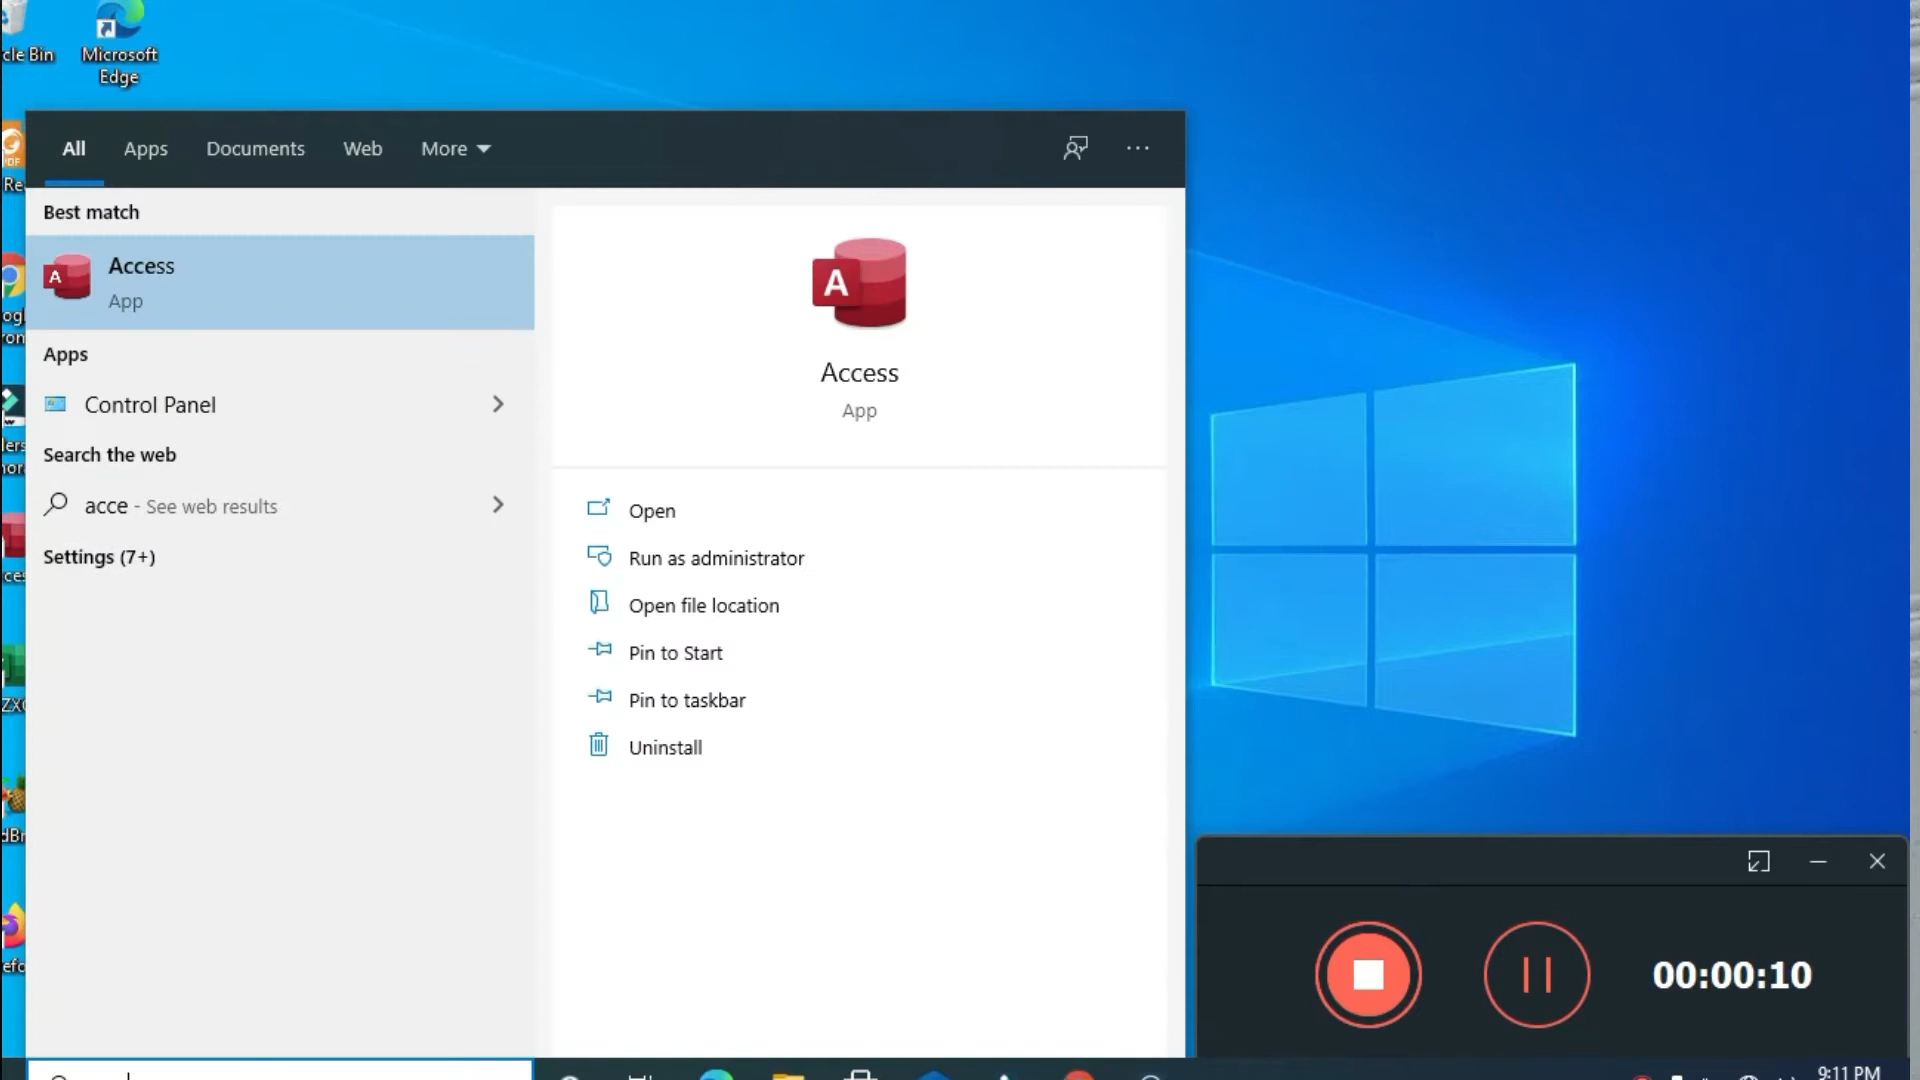 cle Bin
Microsoft
Edge
All
Apps
Documents
Web
More
Best match
Access
App
Apps
Control Panel
Search the web
acce - See web results
Settings (7+)
A
Access
App
Open
Run as administrator
Open file location
Pin to Start
Pin to taskbar
Uninstall
00:00:10
9:11 PM